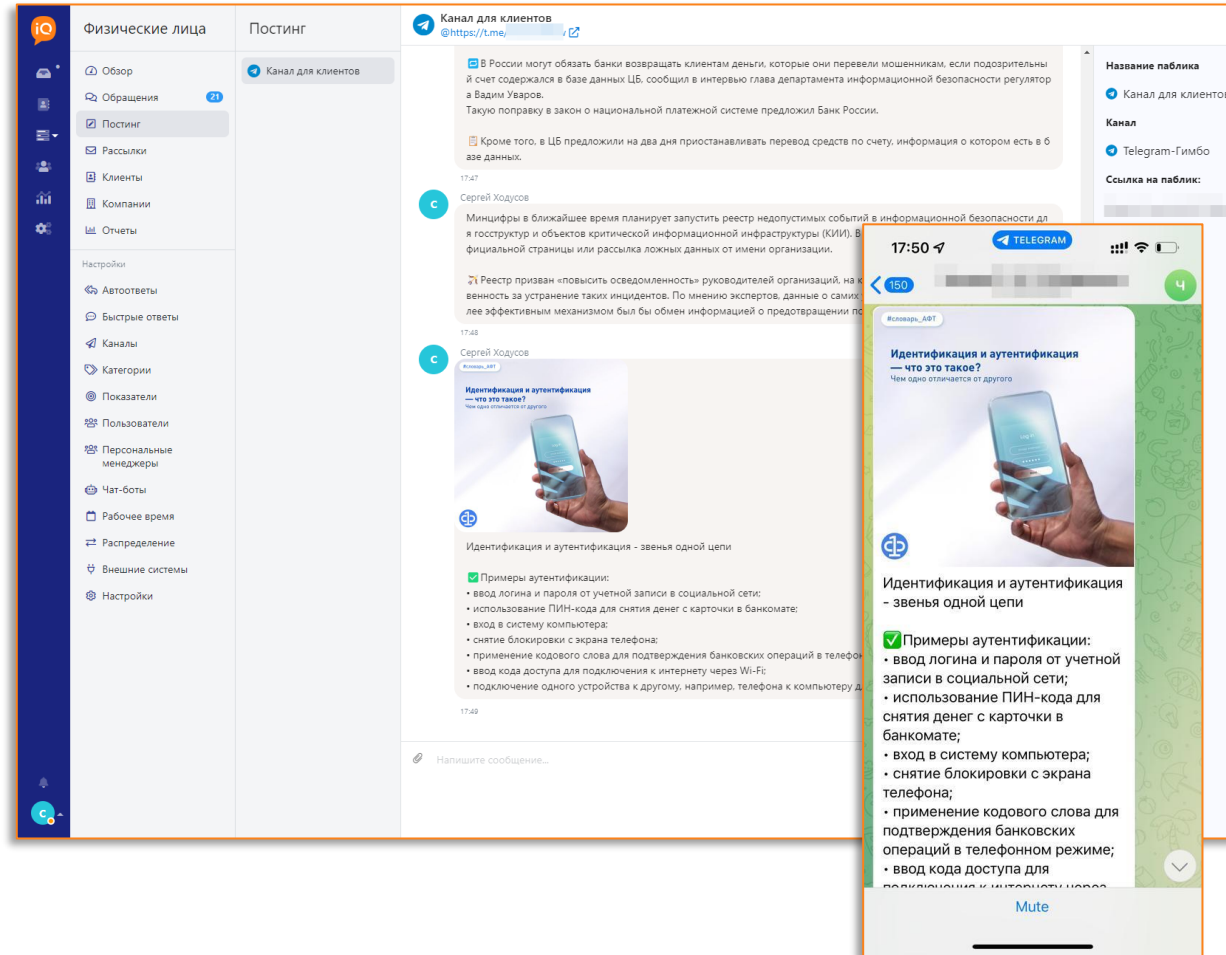 iQ
Физические лица
Обзор
Обращения
21
Постинг
Рассылки
Клиенты
Компании
Отчеты
Настройки
Автоответы
Быстрые ответы
Каналы
Категории
Показатели
Пользователи
Персональные
менеджеры
Чат-боты
Рабочее время
Распределение
Внешние системы
Настройки
С
Постинг
Канал для клиентов
Канал для клиентов
@https://t.me/
В России могут обязать банки возвращать клиентам деньги, которые они перевели мошенникам, если подозрительны
й счет содержался в базе данных ЦБ, сообщил в интервью глава департамента информационной безопасности регулятор
а Вадим Уваров.
Такую поправку в закон о национальной платежной системе предложил Банк России.
Кроме того, в ЦБ предложили на два дня приостанавливать перевод средств по счету, информация о котором есть в б
азе данных.
17:47
С
Сергей Ходусов
Минцифры в ближайшее время планирует запустить реестр недопустимых событий в информационной безопасности дл
я госструктур и объектов критической информационной инфраструктуры (КИИ). В
фициальной страницы или рассылка ложных данных от имени организации.
Реестр призван «повысить осведомленность» руководителей организаций, на к
венность за устранение таких инцидентов. По мнению экспертов, данные о самих
лее эффективным механизмом был бы обмен информацией о предотвращении по
17:48
С
Сергей Ходусов
#словарь_АФТ
Идентификация и аутентификация
— что это такое?
Чем одно отличается от другого
Идентификация и аутентификация - звенья одной цепи
Примеры аутентификации:
• ввод логина и пароля от учетной записи в социальной сети;
• использование ПИН-кода для снятия денег с карточки в банкомате;
• вход в систему компьютера;
• снятие блокировки с экрана телефона;
• применение кодового слова для подтверждения банковских операций в телефон
• ввод кода доступа для подключения к интернету через Wi-Fi;
• подключение одного устройства к другому, например, телефона к компьютеру д
17:49
Напишите сообщение...
Название паблика
Канал для клиентов
Канал
Telegram-Гимбо
Ссылка на паблик:
17:50
TELEGRAM
150
Ч
#словарь_АФТ
Идентификация и аутентификация
— что это такое?
Чем одно отличается от другого
Идентификация и аутентификация
- звенья одной цепи
Примеры аутентификации:
• ввод логина и пароля от учетной
записи в социальной сети;
• использование ПИН-кода для
снятия денег с карточки в
банкомате;
• вход в систему компьютера;
• снятие блокировки с экрана
телефона;
• применение кодового слова для
подтверждения банковских
операций в телефонном режиме;
• ввод кода доступа для
подключения к интернету через
Mute